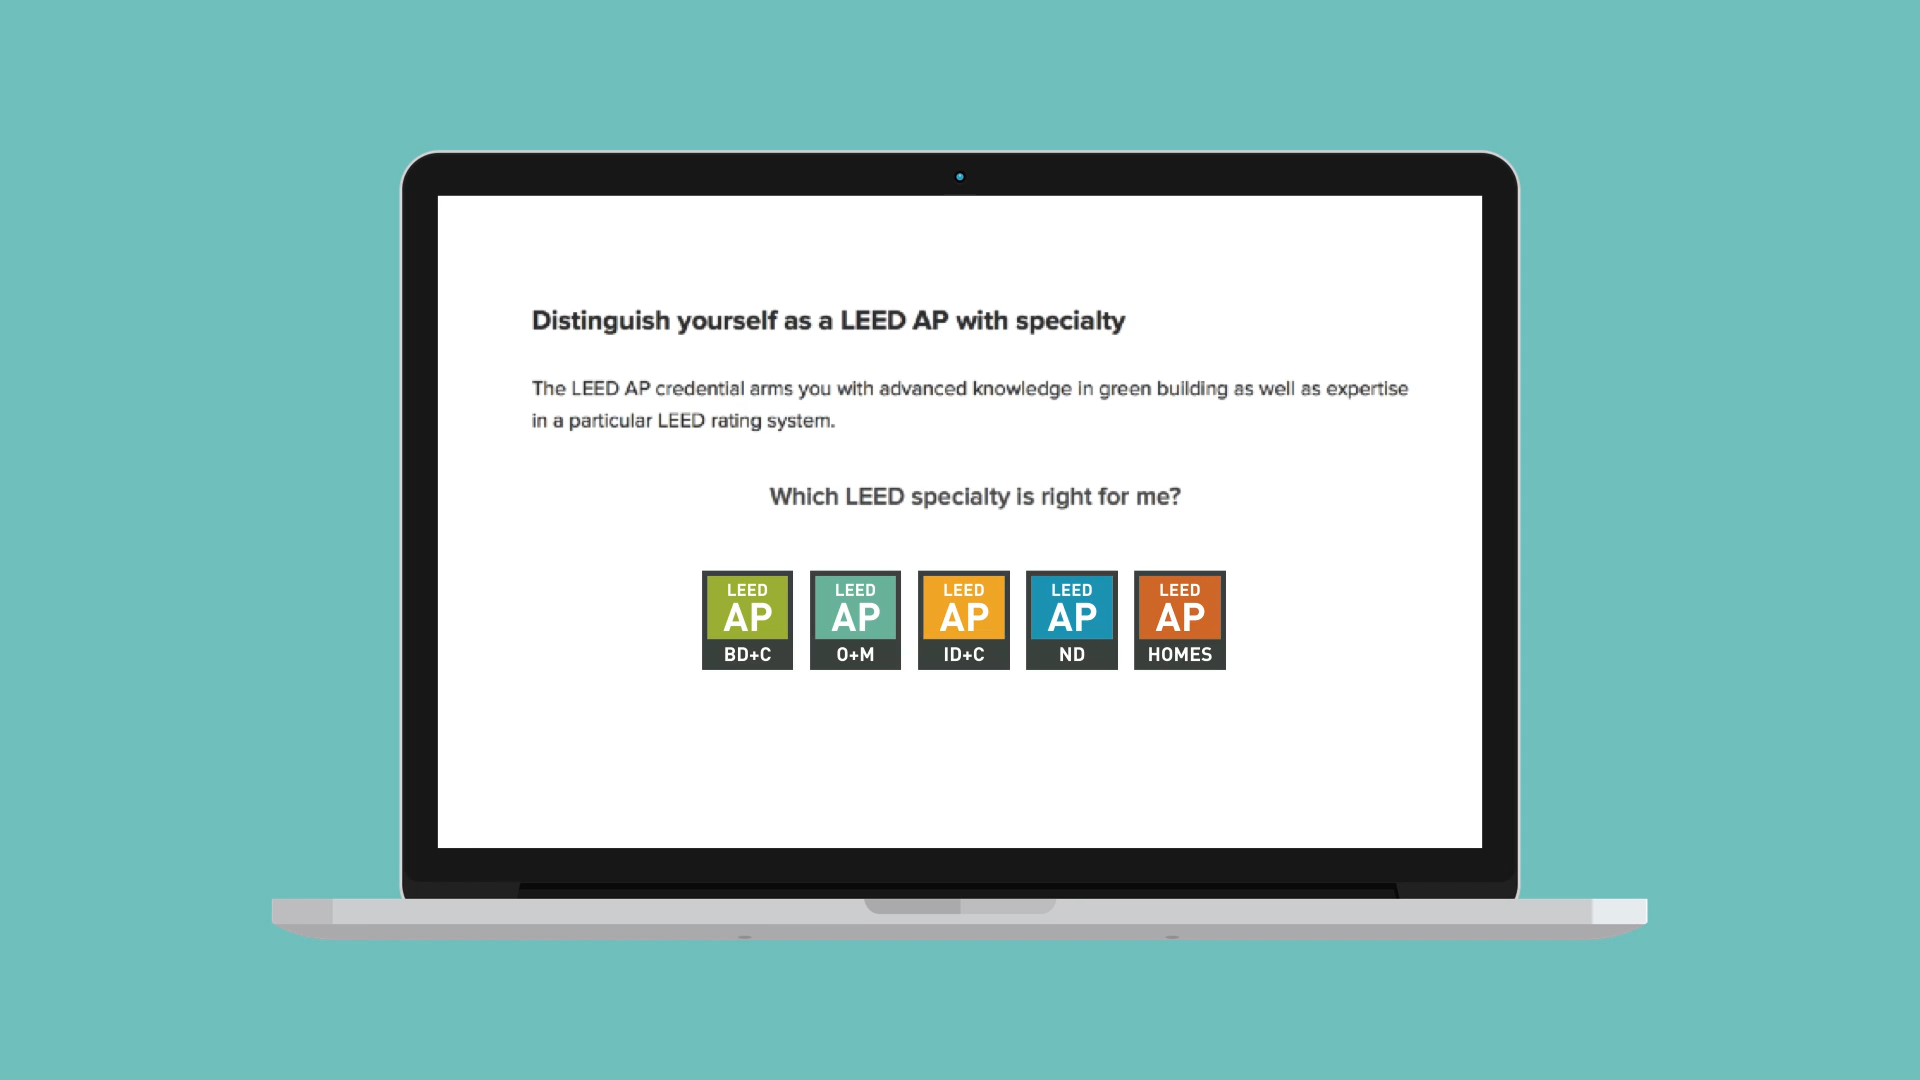 Distinguish yourself as a LEED AP with specialty
The LEED AP credential arms you with advanced knowledge in green building as well as expertise
in a particular LEED rating system.
Which LEED specialty is right for me?
LEED AP BD+C
LEED AP O+M
LEED AP ID+C
LEED AP ND
LEED AP HOMES